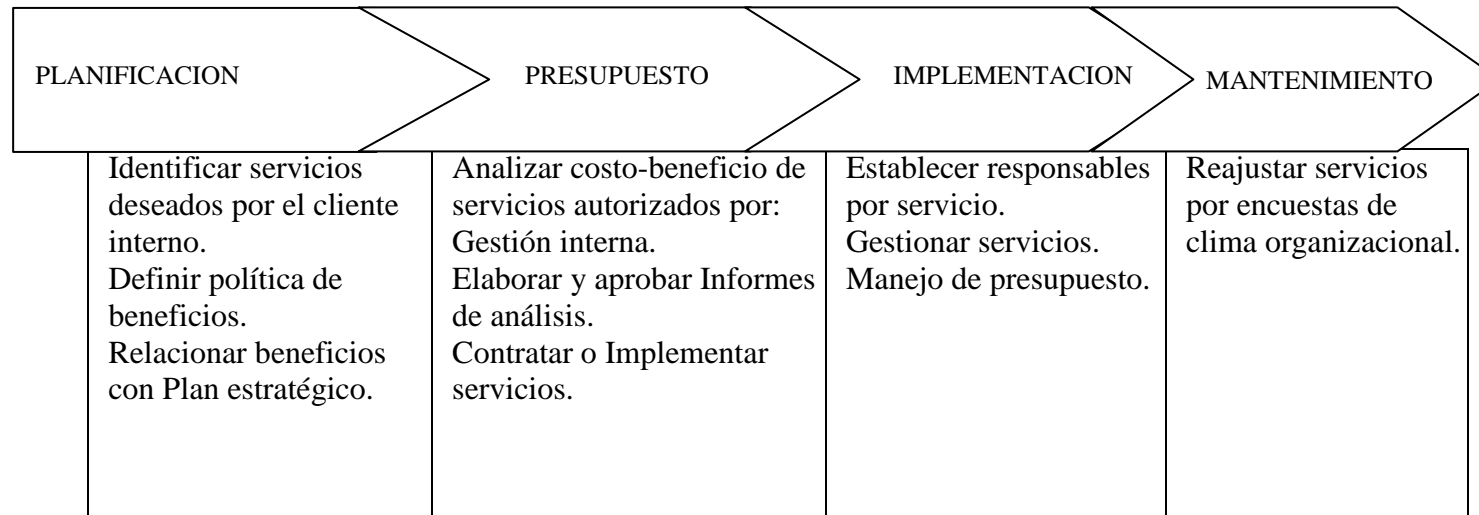 PLANIFICACION
PRESUPUESTO
IMPLEMENTACION
MANTENIMIENTO
Identificar servicios
deseados por el cliente
interno.
Definir política de
beneficios.
Relacionar beneficios
con Plan estratégico.
Analizar costo-beneficio de
servicios autorizados por:
Gestión interna.
Elaborar y aprobar Informes
de análisis.
Contratar o Implementar
servicios.
Establecer responsables
por servicio.
Gestionar servicios.
Manejo de presupuesto.
Reajustar servicios
por encuestas de
clima organizacional.